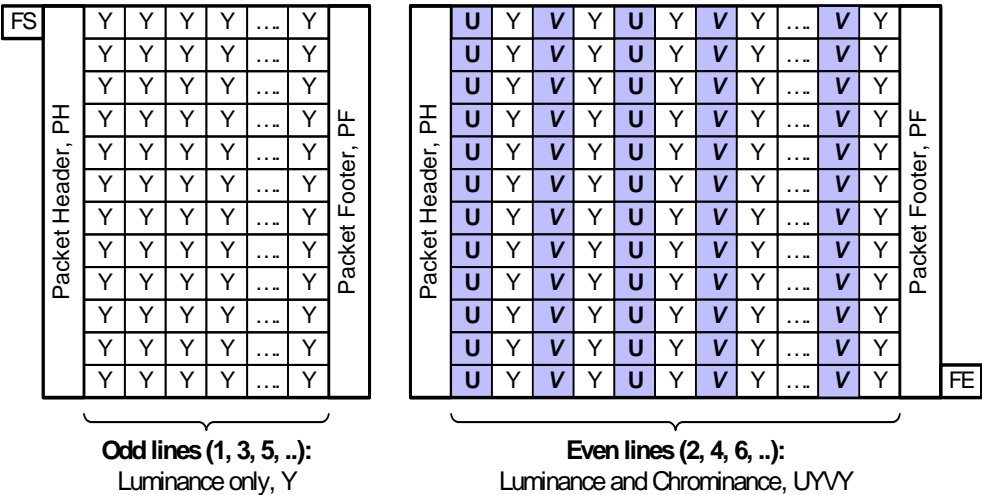 FS
Packet Header, PH
Y Y Y Y .... Y
Y Y Y Y .... Y
Y Y Y Y .... Y
Y Y Y Y .... Y
Y Y Y Y .... Y
Y Y Y Y .... Y
Y Y Y Y .... Y
Y Y Y Y .... Y
Y Y Y Y .... Y
Y Y Y Y .... Y
Y Y Y Y .... Y
Y Y Y Y .... Y
Packet Footer, PF
Odd lines (1, 3, 5, ..):
Luminance only, Y
Packet Header, PH
U Y V Y U Y V Y .... V Y
U Y V Y U Y V Y .... V Y
U Y V Y U Y V Y .... V Y
U Y V Y U Y V Y .... V Y
U Y V Y U Y V Y .... V Y
U Y V Y U Y V Y .... V Y
U Y V Y U Y V Y .... V Y
U Y V Y U Y V Y .... V Y
U Y V Y U Y V Y .... V Y
U Y V Y U Y V Y .... V Y
U Y V Y U Y V Y .... V Y
U Y V Y U Y V Y .... V Y
Packet Footer, PF
FE
Even lines (2, 4, 6, ..):
Luminance and Chrominance, UYVY